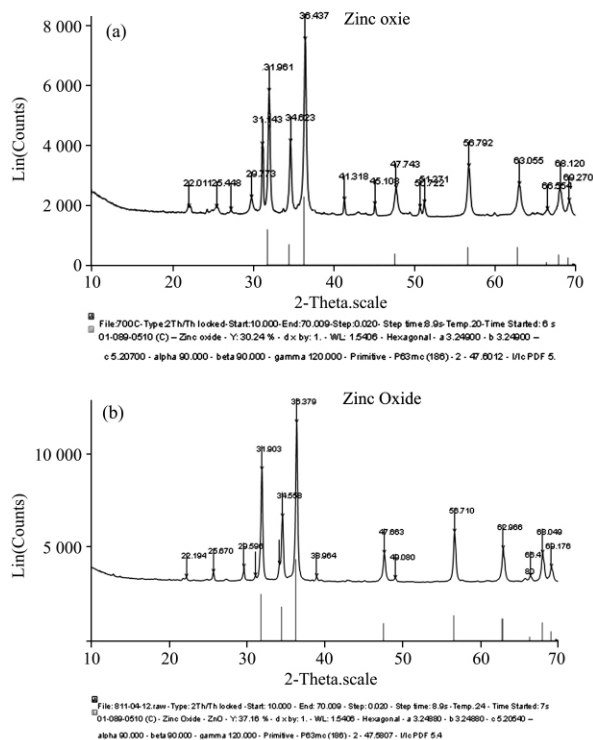 (a)
Zinc oxie
Lin(Counts)
8 000
6 000
4 000
2 000
0
36.437
31.961
31.143
34.623
22.011
25.448
29.773
41.318
45.108
47.743
51.271
56.792
63.055
66.554
68.120
69.270
10 20 30 40 50 60 70
2-Theta.scale
File:700C-Type:2Th/Th locked-Start:10.000-End:70.009-Step:0.020- Step time:8.9s-Temp.20-Time Started: 6 s
01-089-0510 (C) – Zinc oxide - Y: 30.24 % - d x by: 1. - WL: 1.5406 - Hexagonal - a 3.24900 - b 3.24900 –
c 5.20700 - alpha 90.000 - beta 90.000 - gamma 120.000 - Primitive - P63mc (186) - 2 - 47.6012 - I/Ic PDF 5.
(b)
Zinc Oxide
Lin(Counts)
10 000
5 000
0
31.903
34.558
22.194
25.670
29.596
38.964
47.663
49.080
62.966
68.049
69.176
10 20 30 40 50 60 70
2-Theta.scale
File:811-04-12.raw-Type:2Th/Th locked-Start: 10.000 - End: 70.009 - Step: 0.020 - Step time: 8.9s- Temp.:24 - Time Started: 7s
01-089-0510 (C) - Zinc Oxide - ZnO - Y: 37.16 % - d x by: 1. - WL: 1.5406 - Hexagonal - a 3.24880 - b 3.24880 - c 5.20540 -
alpha 90.000 - beta 90.000 - gamma 120.000 - Primitive - P63mc (186) - 2 - 47.5807 - I/Ic PDF 5.4